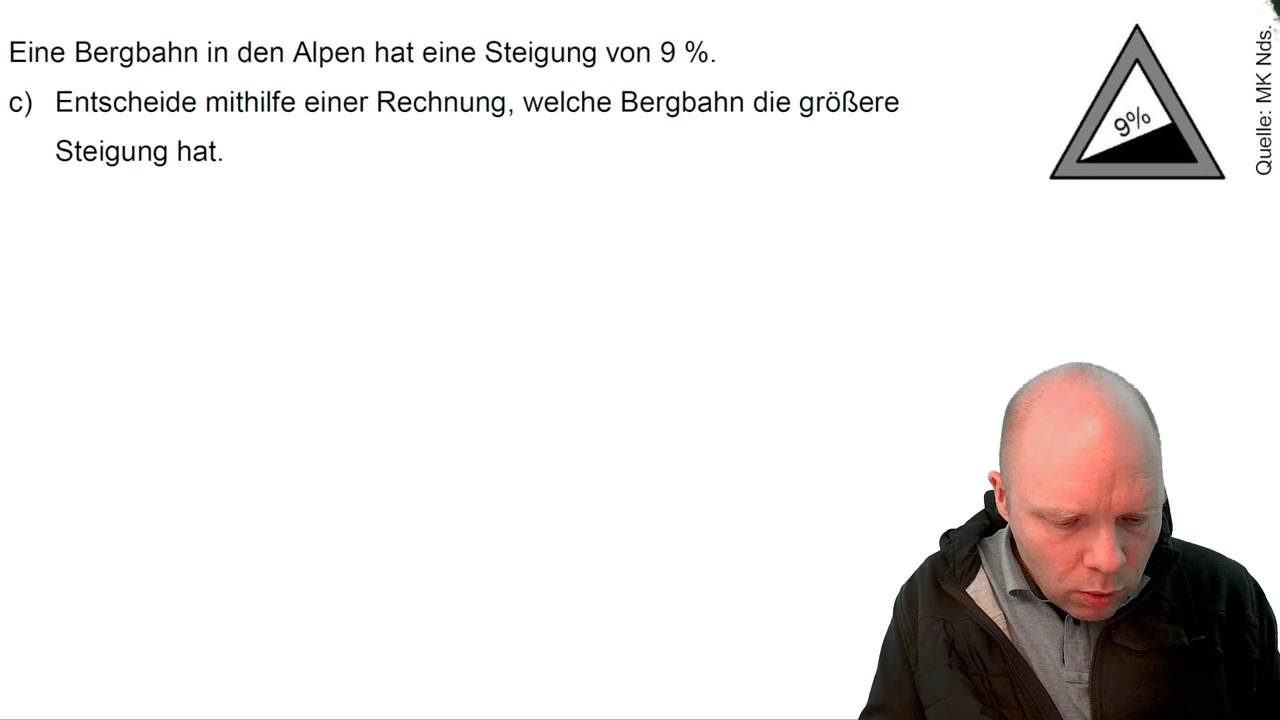 Eine Bergbahn in den Alpen hat eine Steigung von 9 %.
c) Entscheide mithilfe einer Rechnung, welche Bergbahn die größere
Steigung hat.
9%
Quelle: MK Nds.